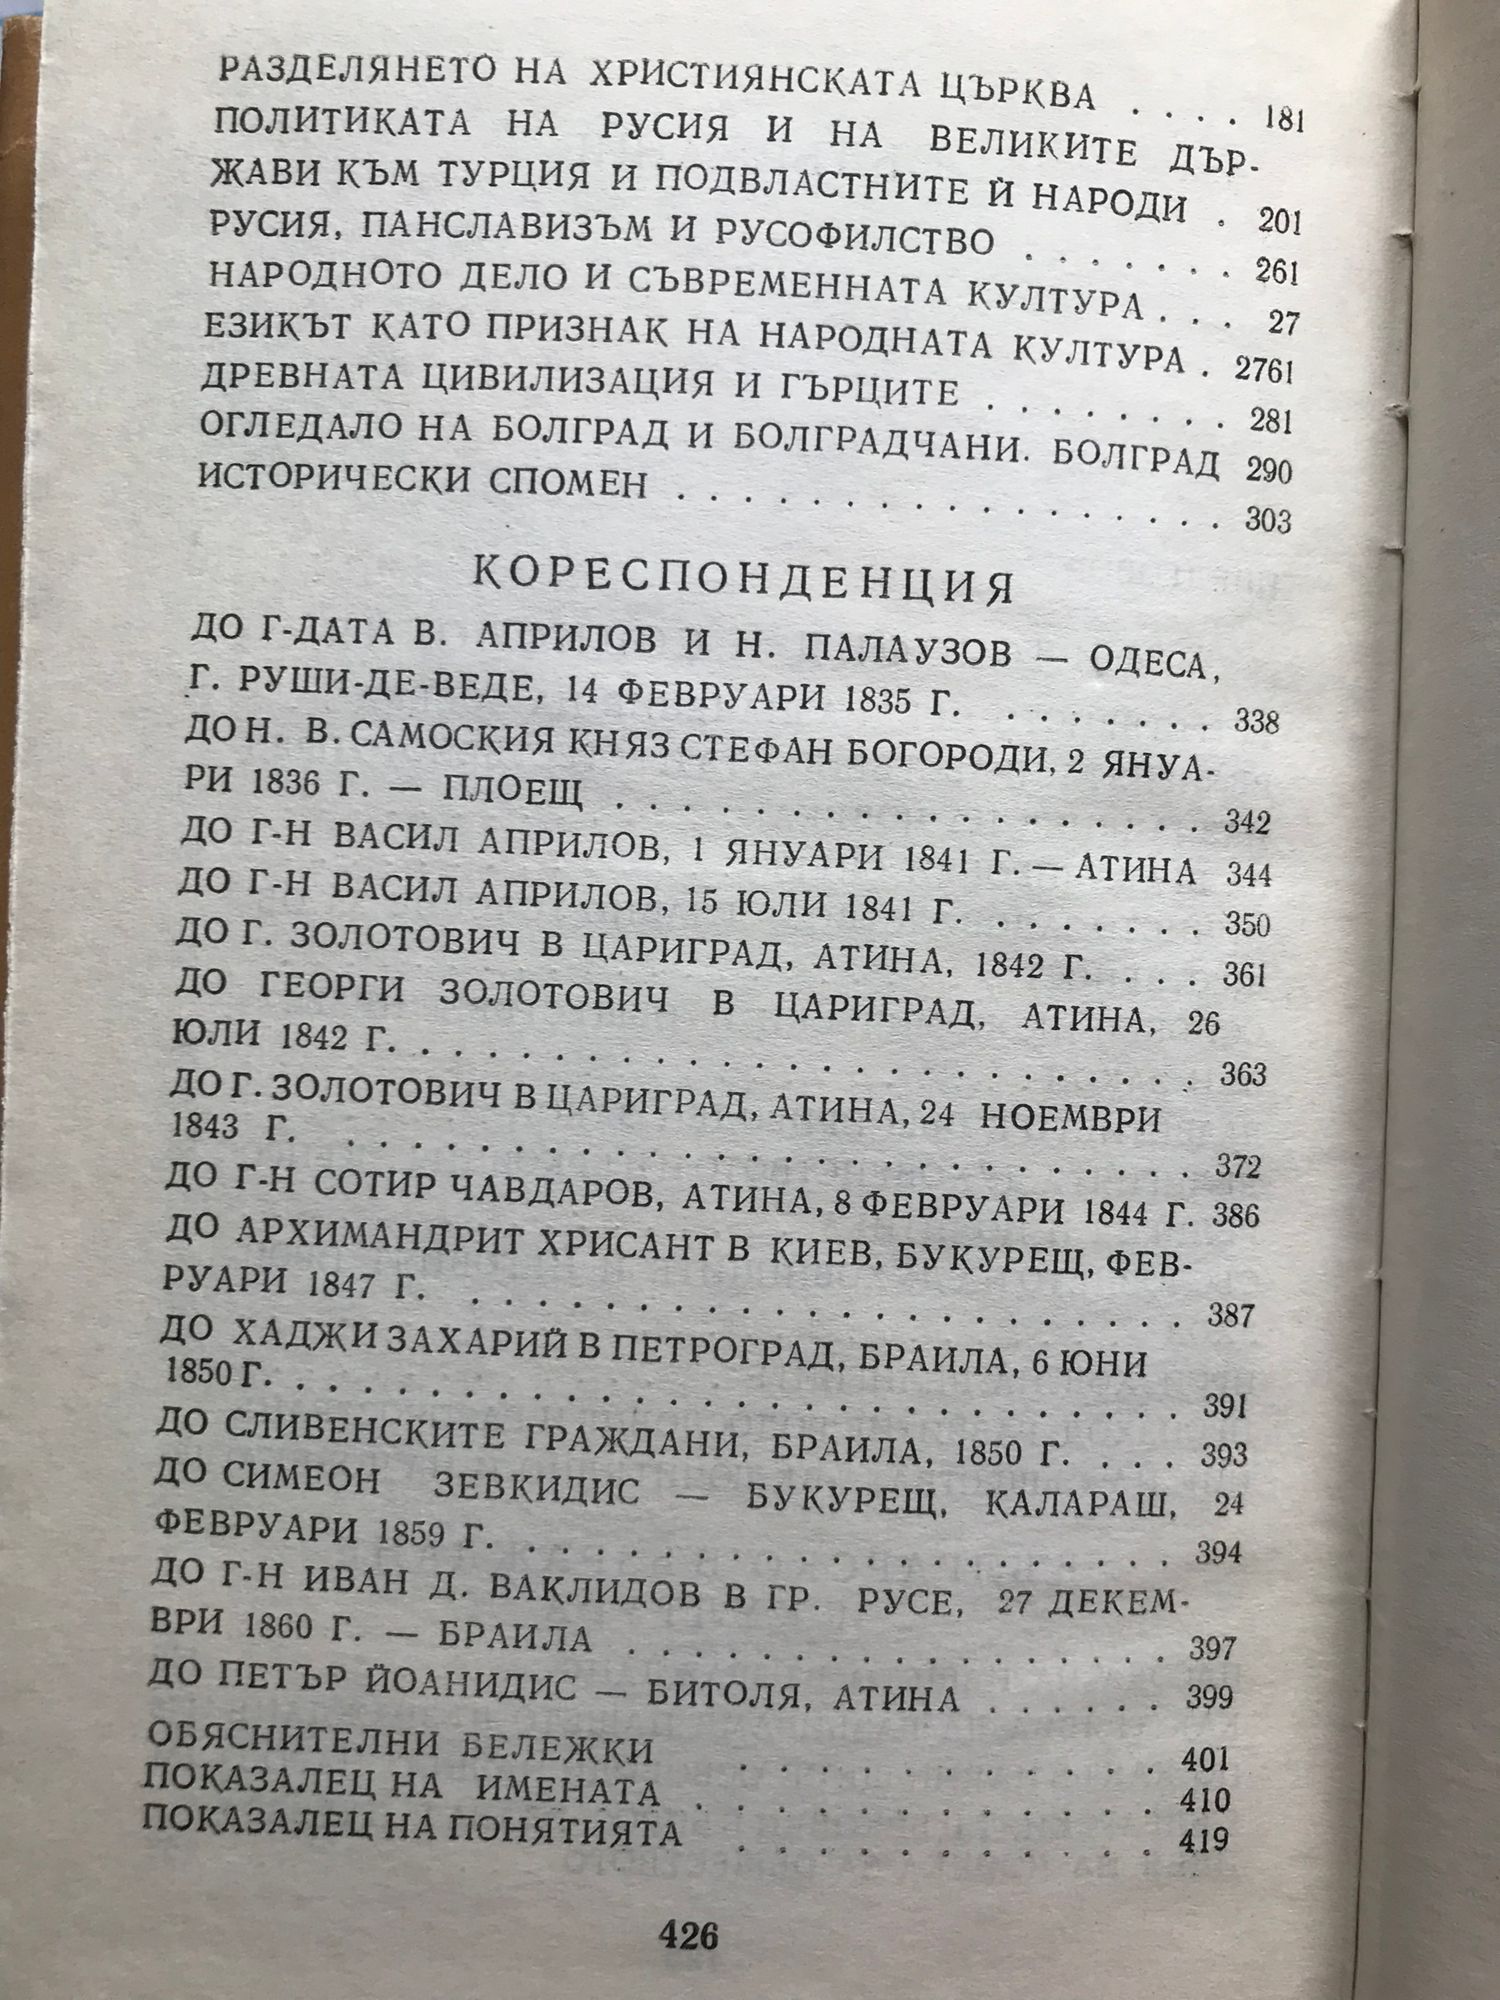 РАЗДЕЛЯНЕТО НА ХРИСТИЯНСКАТА ЦЪРКВА . . . . 181
ПОЛИТИКАТА НА РУСИЯ И НА ВЕЛИКИТЕ ДЪР-
ЖАВИ КЪМ ТУРЦИЯ И ПОДВЛАСТНИТЕ Й НАРОДИ . 201
РУСИЯ, ПАНСЛАВИЗЪМ И РУСОФИЛСТВО . . . . . . . 261
НАРОДНОТО ДЕЛО И СЪВРЕМЕННАТА КУЛТУРА . . . 27
ЕЗИКЪТ КАТО ПРИЗНАК НА НАРОДНАТА КУЛТУРА . 2761
ДРЕВНАТА ЦИВИЛИЗАЦИЯ И ГЪРЦИТЕ . . . . . . . . 281
ОГЛЕДАЛО НА БОЛГРАД И БОЛГРАДЧАНИ. БОЛГРАД 290
ИСТОРИЧЕСКИ СПОМЕН . . . . . . . . . . . . . . . . . 303
КОРЕСПОНДЕНЦИЯ
ДО Г-ДАТА В. АПРИЛОВ И Н. ПАЛАУЗОВ — ОДЕСА,
Г. РУШИ-ДЕ-ВЕДЕ, 14 ФЕВРУАРИ 1835 Г. . . . . . . . 338
ДО Н. В. САМОСКИЯ КНЯЗ СТЕФАН БОГОРОДИ, 2 ЯНУА-
РИ 1836 Г. — ПЛОЕЩ . . . . . . . . . . . . . . . . . . 342
ДО Г-Н ВАСИЛ АПРИЛОВ, 1 ЯНУАРИ 1841 Г. — АТИНА 344
ДО Г-Н ВАСИЛ АПРИЛОВ, 15 ЮЛИ 1841 Г. . . . . . . . 350
ДО Г. ЗОЛОТОВИЧ В ЦАРИГРАД, АТИНА, 1842 Г. . . . 361
ДО ГЕОРГИ ЗОЛОТОВИЧ В ЦАРИГРАД, АТИНА, 26
ЮЛИ 1842 Г. . . . . . . . . . . . . . . . . . . . . . . . 363
ДО Г. ЗОЛОТОВИЧ В ЦАРИГРАД, АТИНА, 24 НОЕМВРИ
1843 Г. . . . . . . . . . . . . . . . . . . . . . . . . . . 372
ДО Г-Н СОТИР ЧАВДАРОВ, АТИНА, 8 ФЕВРУАРИ 1844 Г. 386
ДО АРХИМАНДРИТ ХРИСАНТ В КИЕВ, БУКУРЕЩ, ФЕВ-
РУАРИ 1847 Г. . . . . . . . . . . . . . . . . . . . . . 387
ДО ХАДЖИ ЗАХАРИЙ В ПЕТРОГРАД, БРАИЛА, 6 ЮНИ
1850 Г. . . . . . . . . . . . . . . . . . . . . . . . . . . 391
ДО СЛИВЕНСКИТЕ ГРАЖДАНИ, БРАИЛА, 1850 Г. . . . 393
ДО СИМЕОН ЗЕВКИДИС — БУКУРЕЩ, КАЛАРАШ, 24
ФЕВРУАРИ 1859 Г. . . . . . . . . . . . . . . . . . . . . 394
ДО Г-Н ИВАН Д. ВАКЛИДОВ В ГР. РУСЕ, 27 ДЕКЕМ-
ВРИ 1860 Г. — БРАИЛА . . . . . . . . . . . . . . . . . 397
ДО ПЕТЪР ЙОАНИДИС — БИТОЛЯ, АТИНА . . . . . . 399
ОБЯСНИТЕЛНИ БЕЛЕЖКИ . . . . . . . . . . . . 401
ПОКАЗАЛЕЦ НА ИМЕНАТА . . . . . . . . . . . . . . 410
ПОКАЗАЛЕЦ НА ПОНЯТИЯТА . . . . . . . . . . . . 419
426